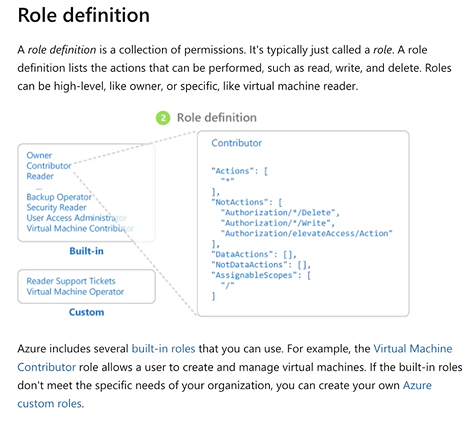 Role definition
A role definition is a collection of permissions. It's typically just called a role. A role
definition lists the actions that can be performed, such as read, write, and delete. Roles
can be high-level, like owner, or specific, like virtual machine reader.
2 Role definition
Owner
Contributor
Reader
...
Backup Operator
Security Reader
User Access Administrator
Virtual Machine Contributor
Built-in
Reader Support Tickets
Virtual Machine Operator
Custom
Contributor
"Actions": [
"*"
],
"NotActions": [
"Authorization/*/Delete",
"Authorization/*/Write",
"Authorization/elevateAccess/Action"
],
"DataActions": [],
"NotDataActions": [],
"AssignableScopes": [
"/"
]
Azure includes several built-in roles that you can use. For example, the Virtual Machine
Contributor role allows a user to create and manage virtual machines. If the built-in roles
don't meet the specific needs of your organization, you can create your own Azure
custom roles.